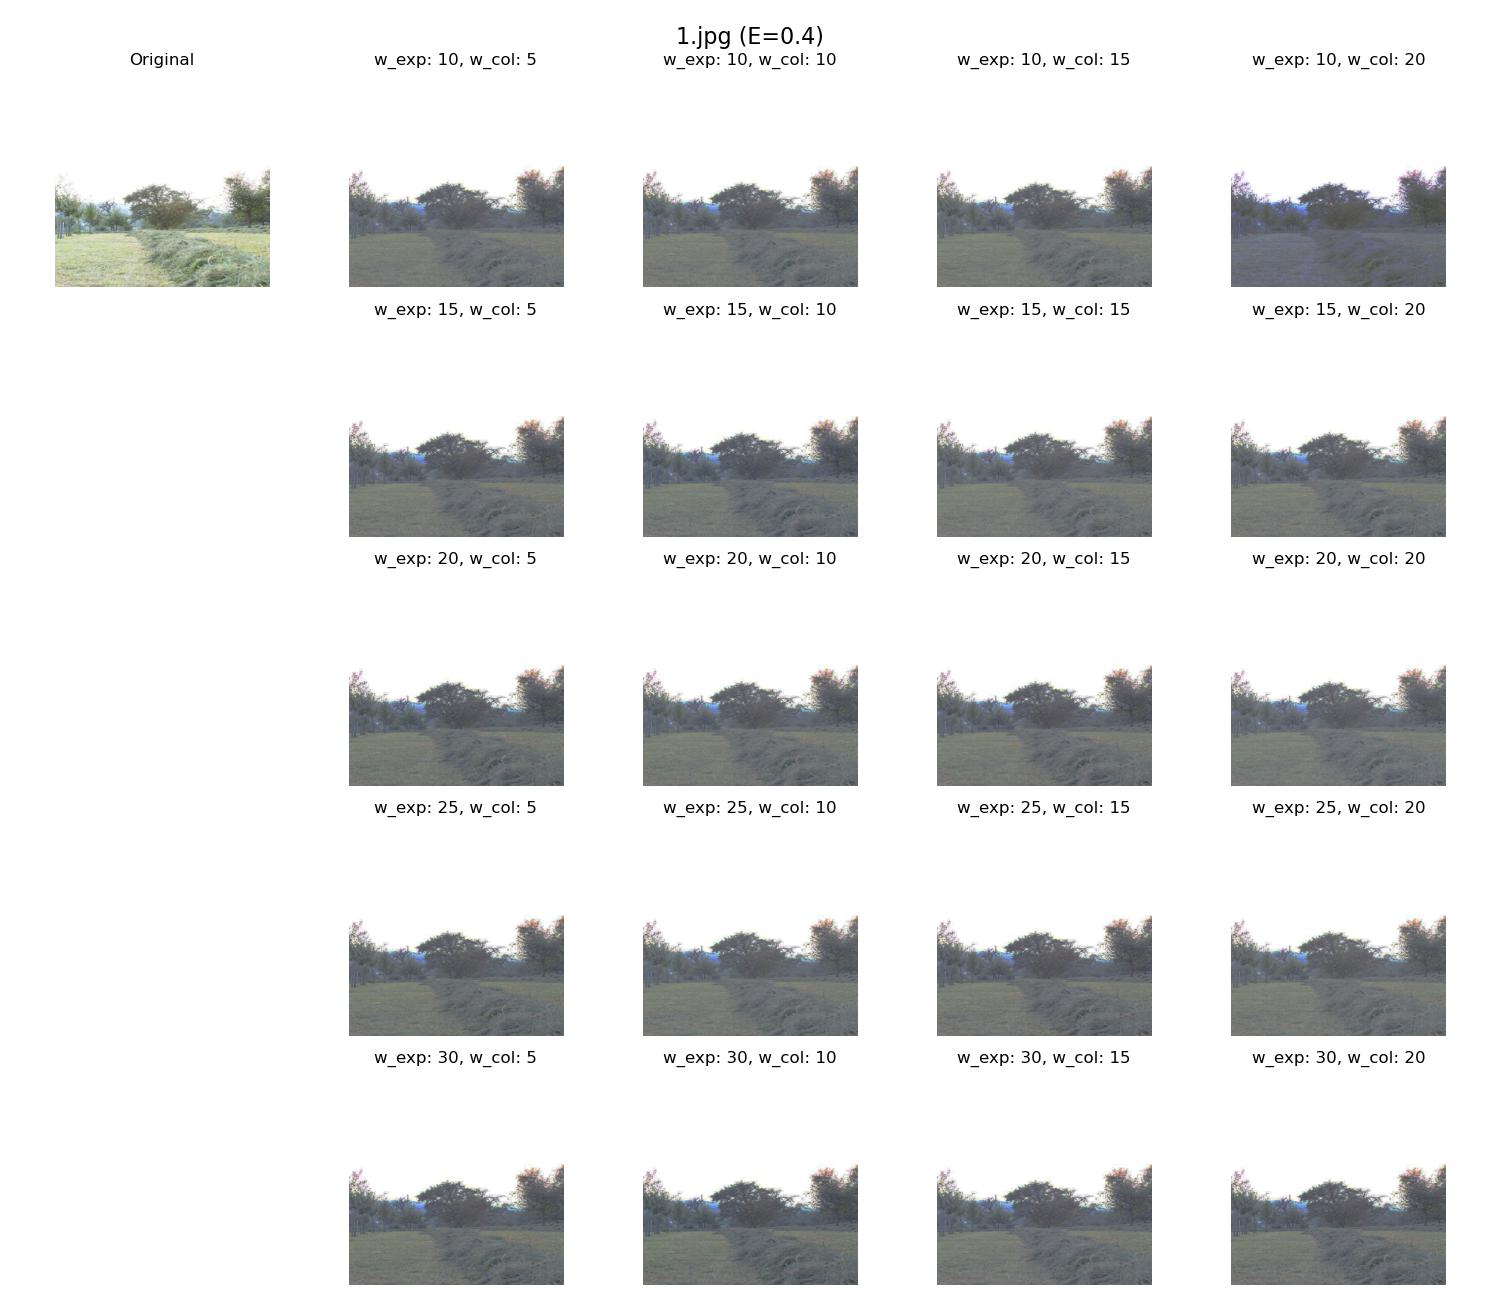 1.jpg (E=0.4)
Original
w_exp: 10, w_col: 5
w_exp: 10, w_col: 10
w_exp: 10, w_col: 15
w_exp: 10, w_col: 20
w_exp: 15, w_col: 5
w_exp: 15, w_col: 10
w_exp: 15, w_col: 15
w_exp: 15, w_col: 20
w_exp: 20, w_col: 5
w_exp: 20, w_col: 10
w_exp: 20, w_col: 15
w_exp: 20, w_col: 20
w_exp: 25, w_col: 5
w_exp: 25, w_col: 10
w_exp: 25, w_col: 15
w_exp: 25, w_col: 20
w_exp: 30, w_col: 5
w_exp: 30, w_col: 10
w_exp: 30, w_col: 15
w_exp: 30, w_col: 20